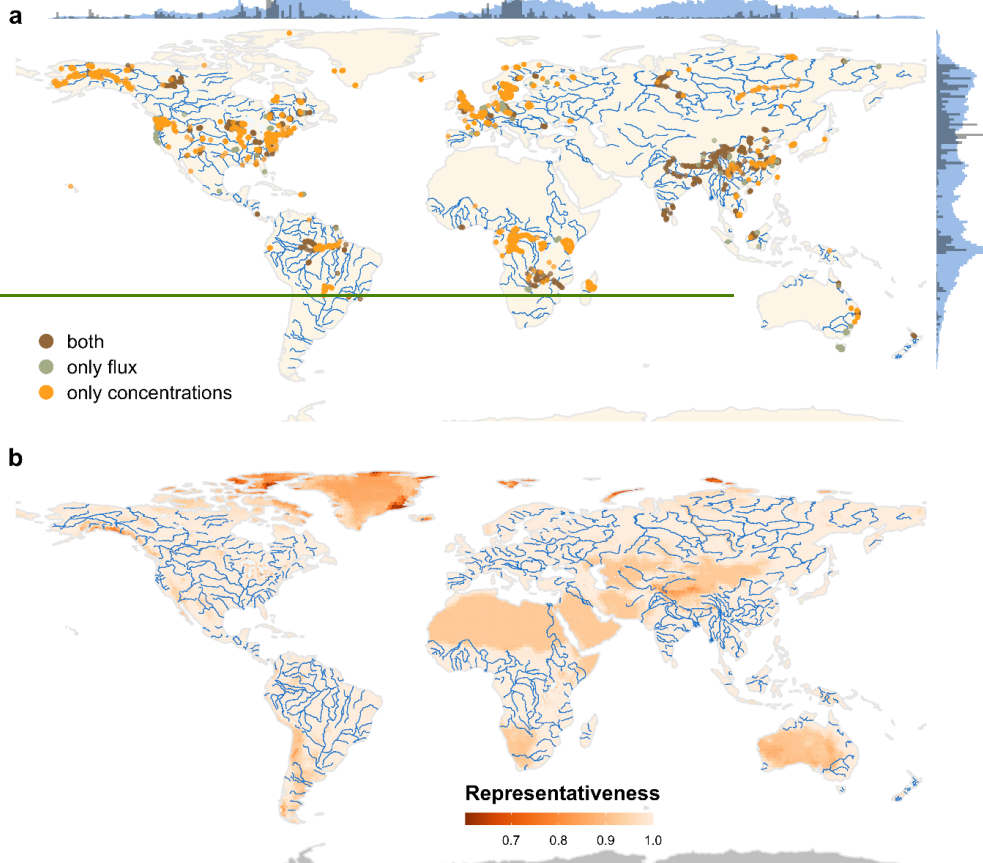 a
both
only flux
only concentrations
b
Representativeness
0.7 0.8 0.9 1.0